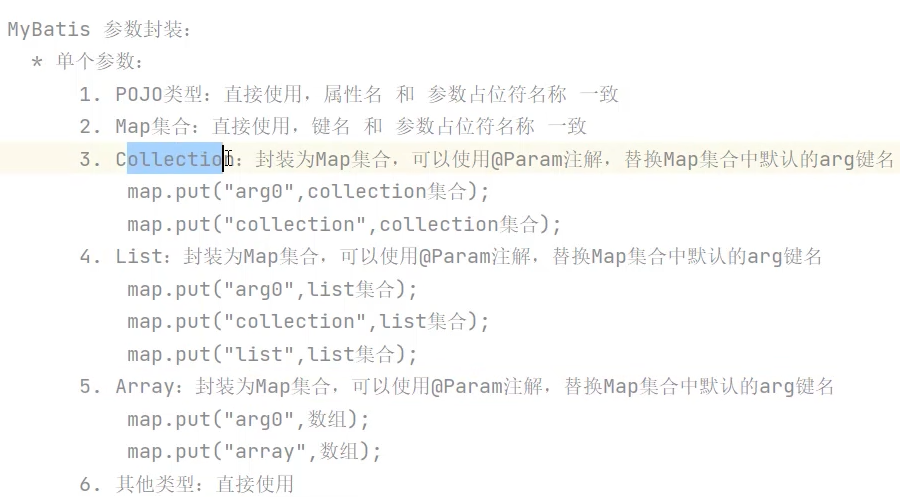 MyBatis 参数封装：
* 单个参数：
1. POJO类型：直接使用，属性名 和 参数占位符名称 一致
2. Map集合：直接使用，键名 和 参数占位符名称 一致
3. Collection：封装为Map集合，可以使用@Param注解，替换Map集合中默认的arg键名
map.put("arg0",collection集合);
map.put("collection",collection集合);
4. List：封装为Map集合，可以使用@Param注解，替换Map集合中默认的arg键名
map.put("arg0",list集合);
map.put("collection",list集合);
map.put("list",list集合);
5. Array：封装为Map集合，可以使用@Param注解，替换Map集合中默认的arg键名
map.put("arg0",数组);
map.put("array",数组);
6. 其他类型：直接使用